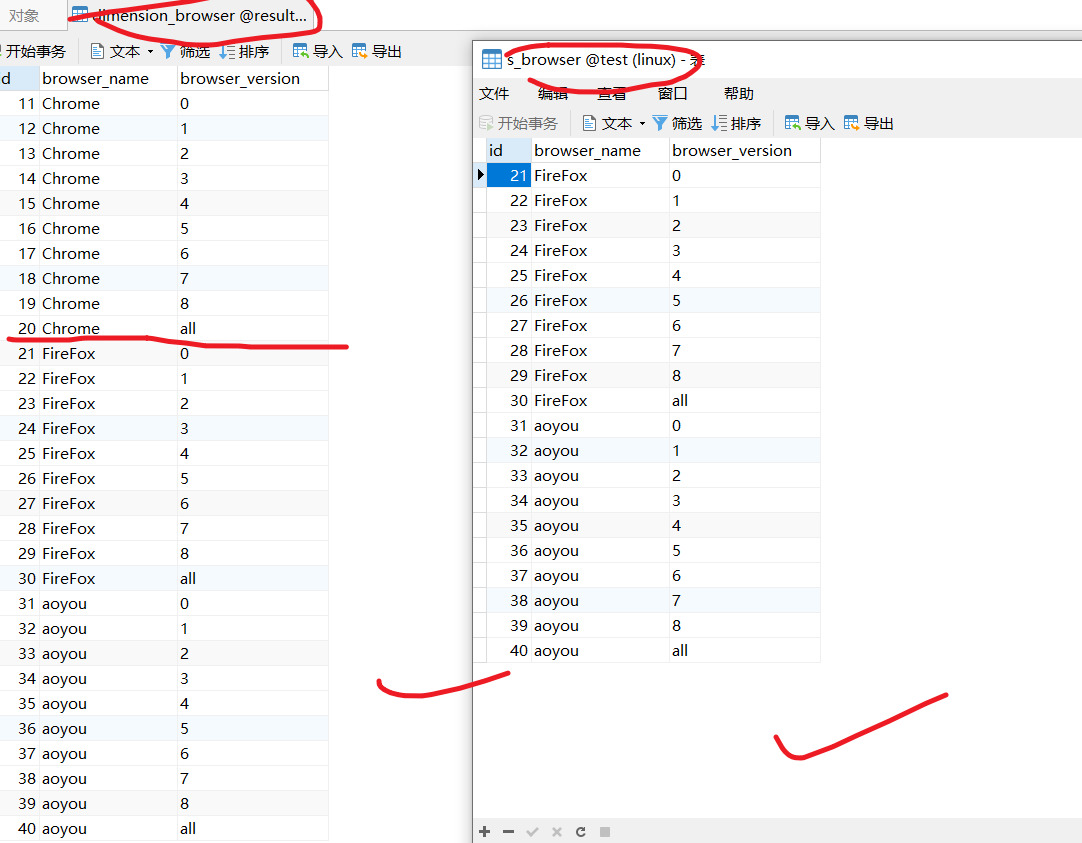 对象
dimension_browser @result...
开始事务 文本 筛选 排序 导入 导出
id browser_name browser_version
11 Chrome 0
12 Chrome 1
13 Chrome 2
14 Chrome 3
15 Chrome 4
16 Chrome 5
17 Chrome 6
18 Chrome 7
19 Chrome 8
20 Chrome all
21 FireFox 0
22 FireFox 1
23 FireFox 2
24 FireFox 3
25 FireFox 4
26 FireFox 5
27 FireFox 6
28 FireFox 7
29 FireFox 8
30 FireFox all
31 aoyou 0
32 aoyou 1
33 aoyou 2
34 aoyou 3
35 aoyou 4
36 aoyou 5
37 aoyou 6
38 aoyou 7
39 aoyou 8
40 aoyou all
s_browser @test (linux) - 表
文件 编辑 查看 窗口 帮助
开始事务 文本 筛选 排序 导入 导出
id browser_name browser_version
21 FireFox 0
22 FireFox 1
23 FireFox 2
24 FireFox 3
25 FireFox 4
26 FireFox 5
27 FireFox 6
28 FireFox 7
29 FireFox 8
30 FireFox all
31 aoyou 0
32 aoyou 1
33 aoyou 2
34 aoyou 3
35 aoyou 4
36 aoyou 5
37 aoyou 6
38 aoyou 7
39 aoyou 8
40 aoyou all